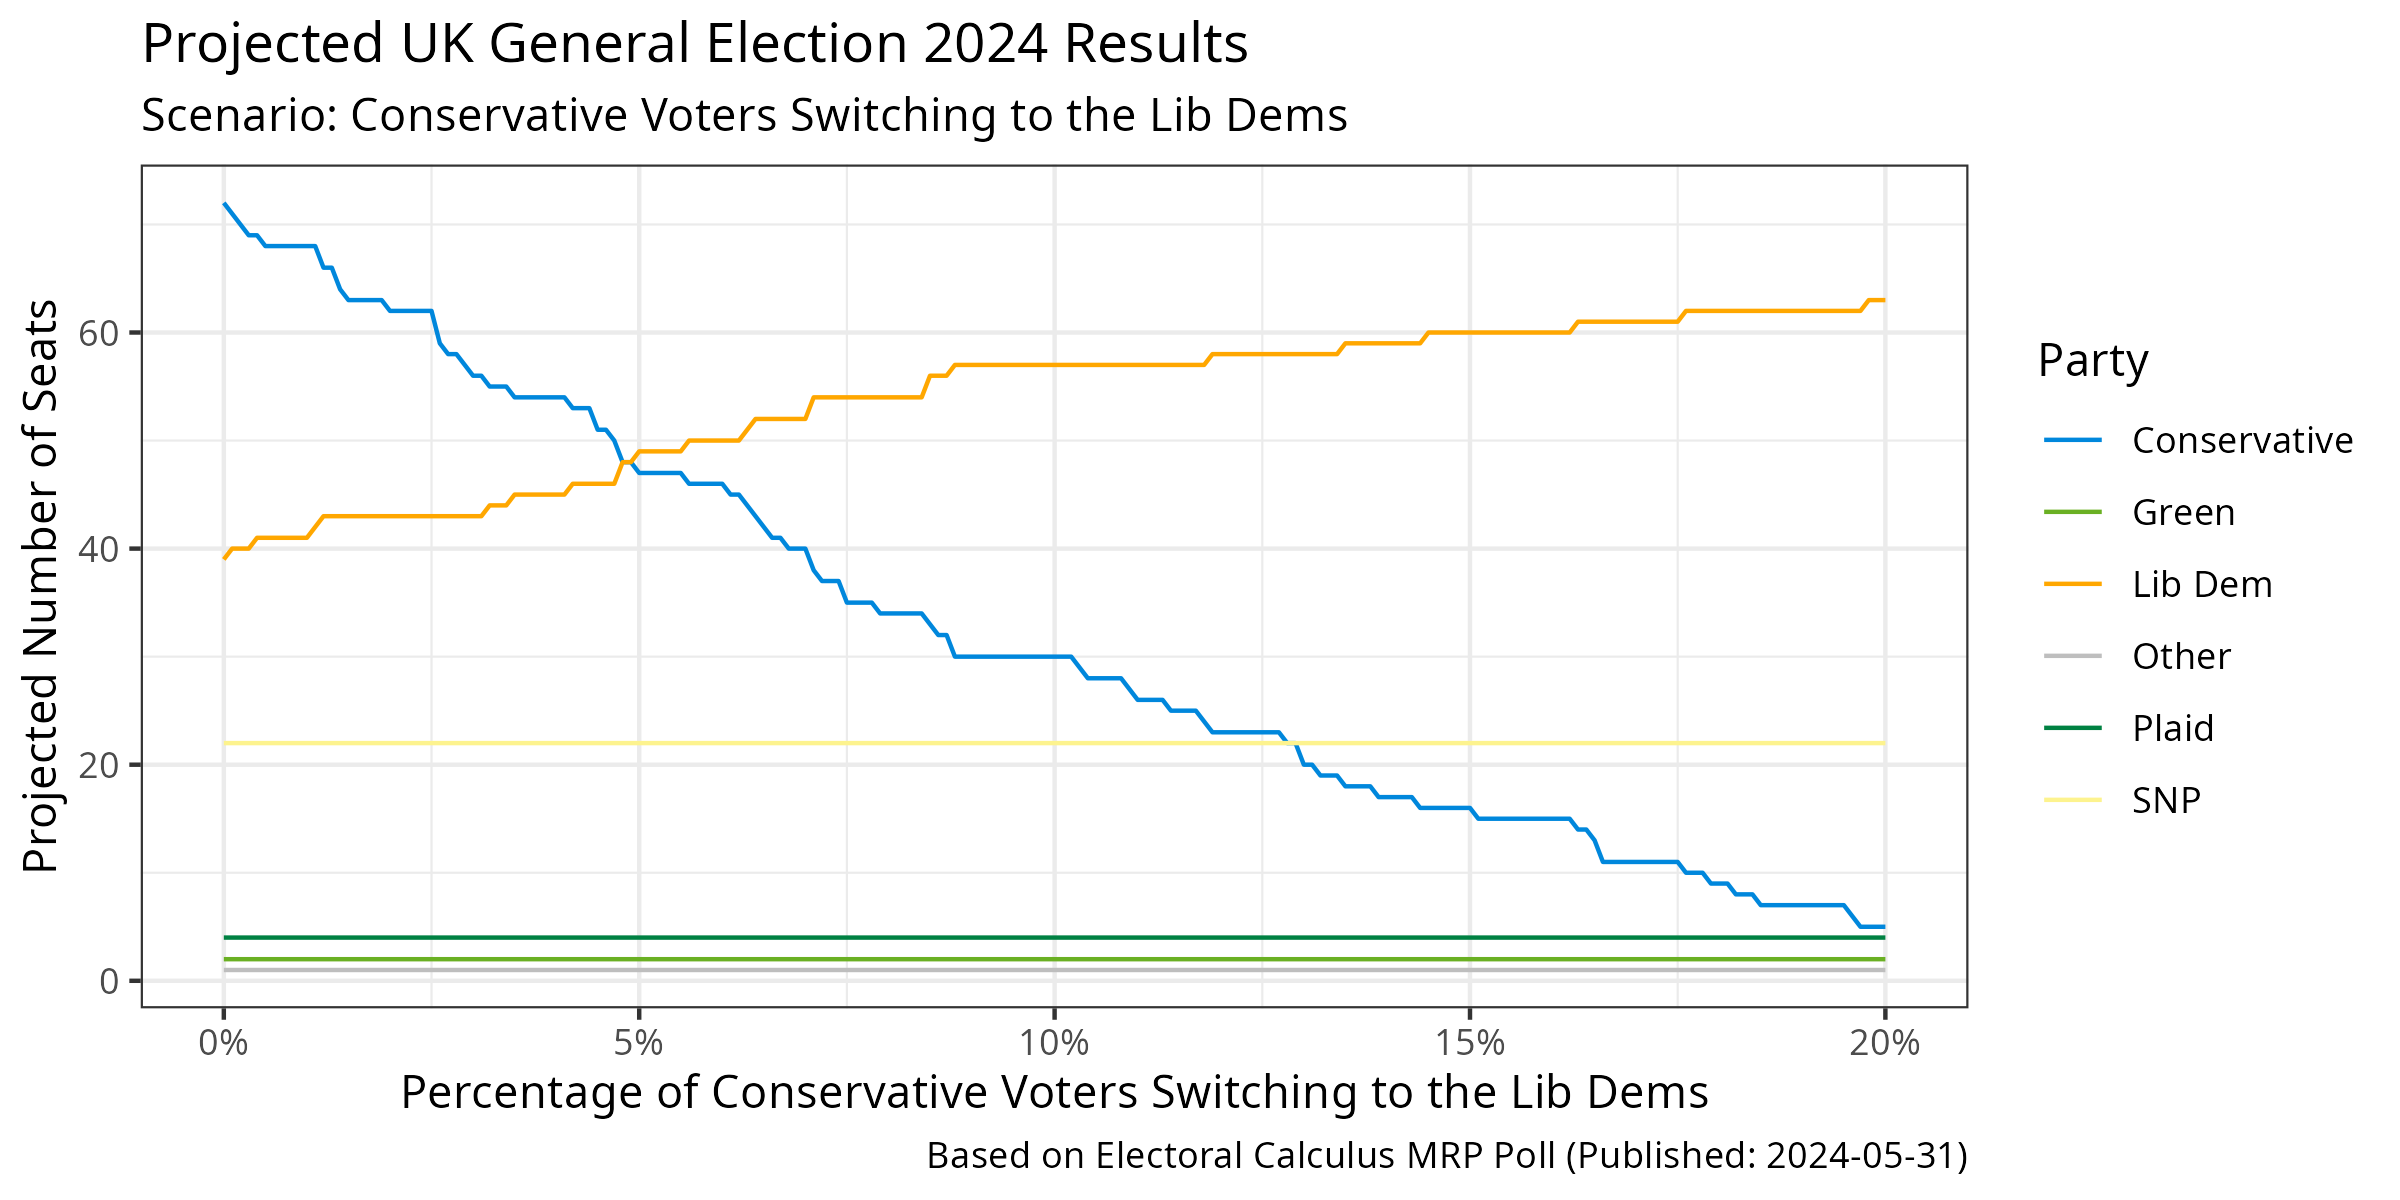 Projected UK General Election 2024 Results
Scenario: Conservative Voters Switching to the Lib Dems
Projected Number of Seats
60
40
20
0
0% 5% 10% 15% 20%
Percentage of Conservative Voters Switching to the Lib Dems
Based on Electoral Calculus MRP Poll (Published: 2024-05-31)
Party
Conservative
Green
Lib Dem
Other
Plaid
SNP